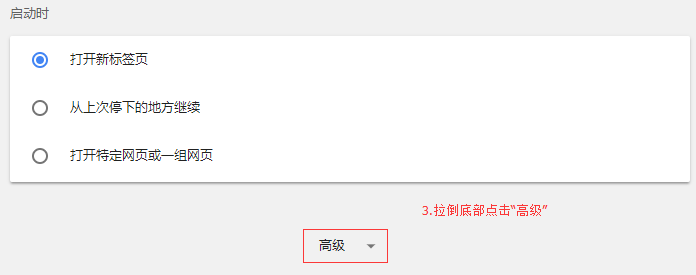 启动时
打开新标签页
从上次停下的地方继续
打开特定网页或一组网页
3.拉倒底部点击“高级”
高级